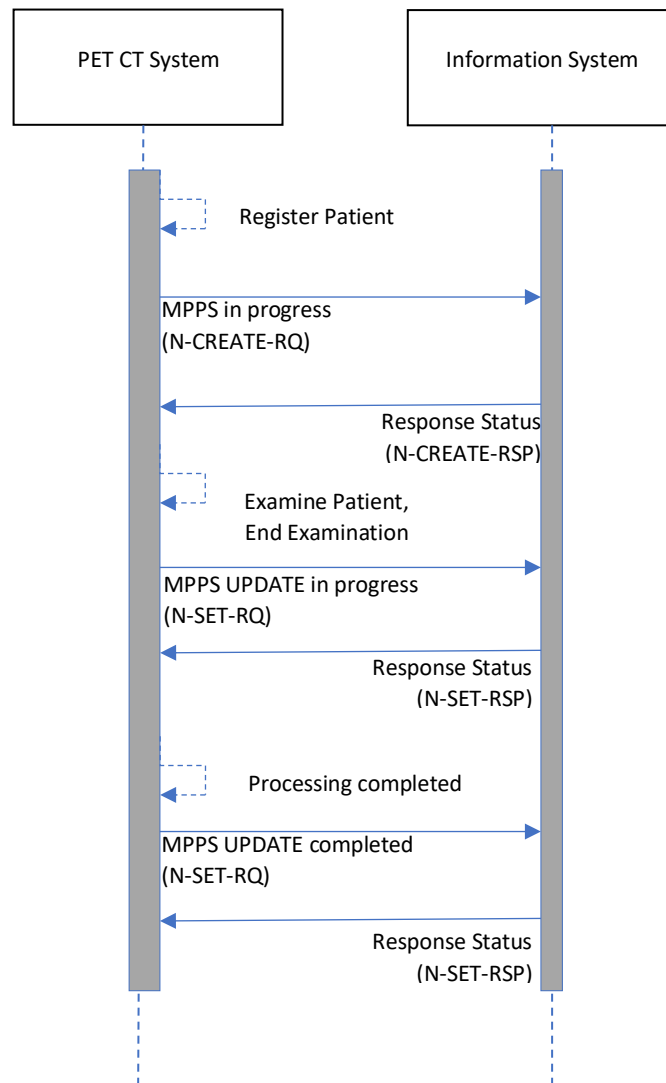 PET CT System
Information System
Register Patient
MPPS in progress
(N-CREATE-RQ)
Response Status
(N-CREATE-RSP)
Examine Patient,
End Examination
MPPS UPDATE in progress
(N-SET-RQ)
Response Status
(N-SET-RSP)
Processing completed
MPPS UPDATE completed
(N-SET-RQ)
Response Status
(N-SET-RSP)